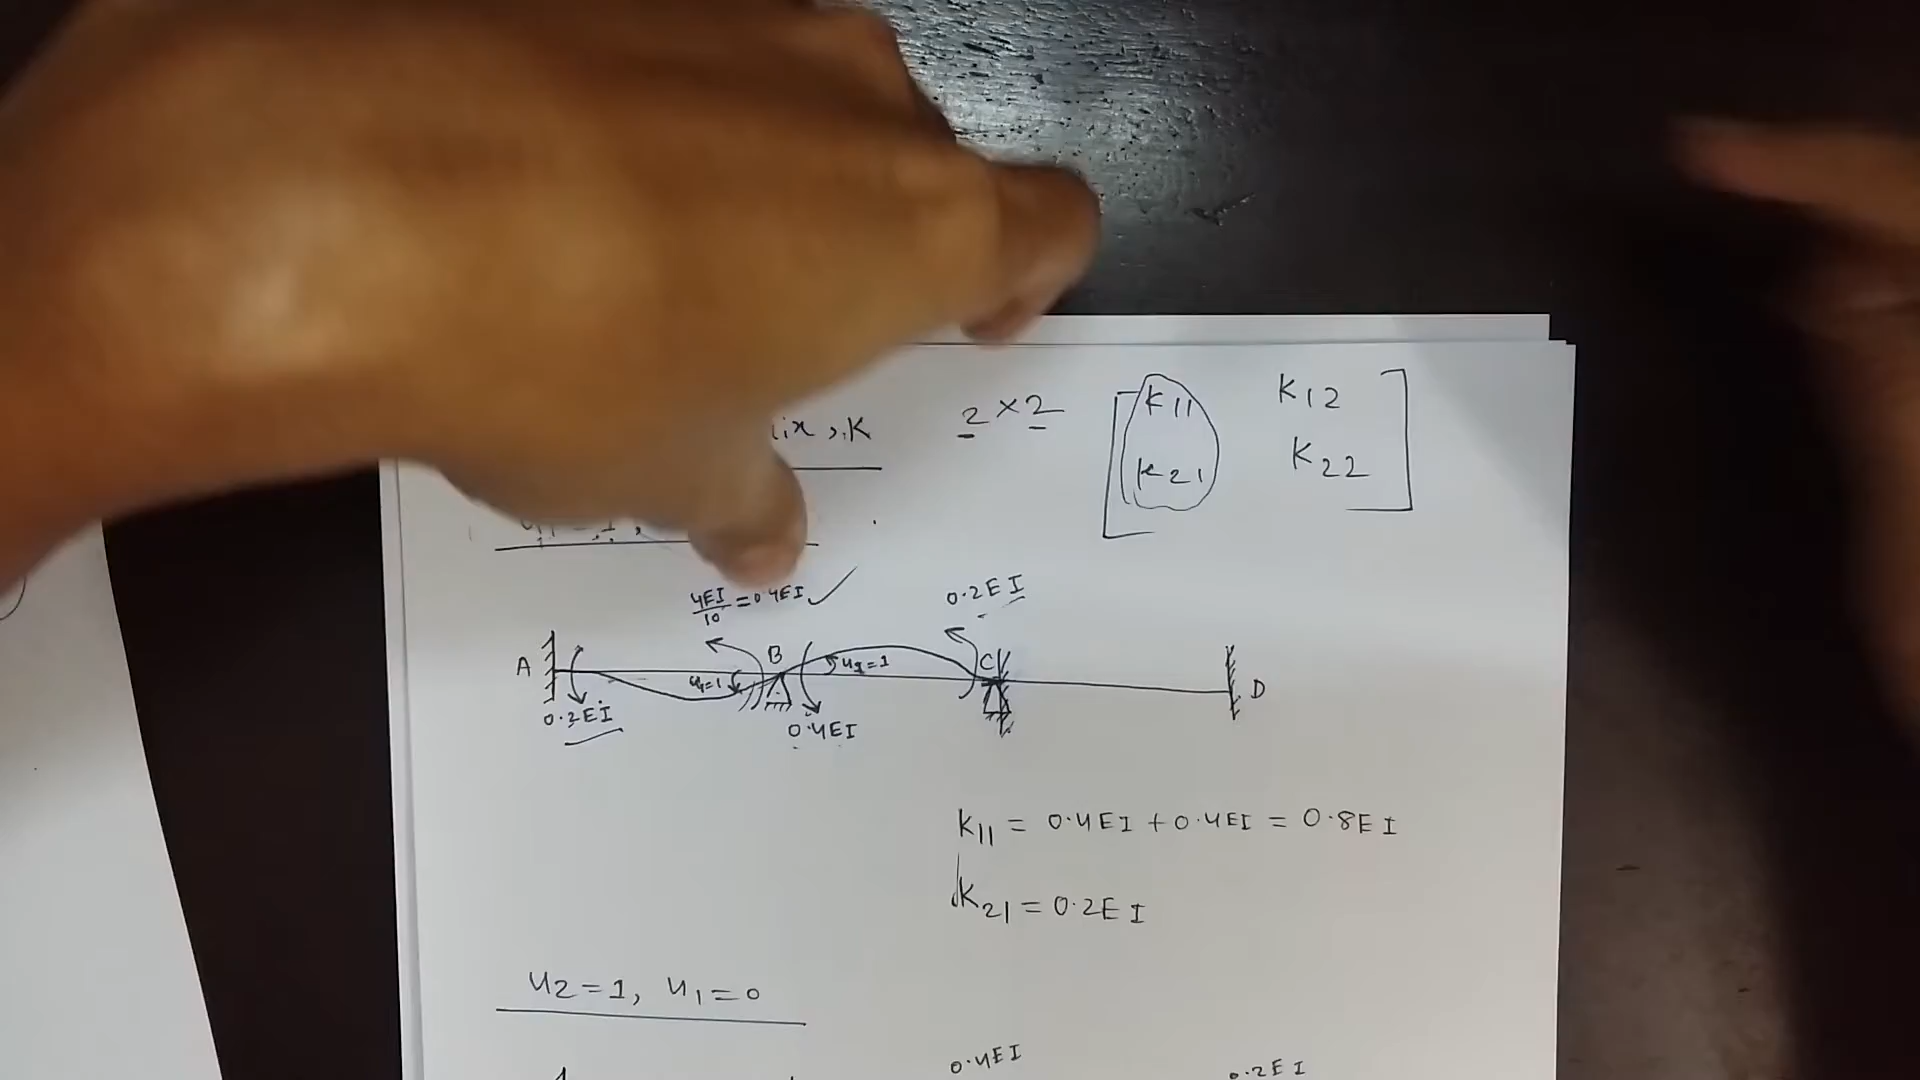 ix, K 2 × 2 [ K11 K12
K21 K22 ]
4EI/10 = 0.4EI ✓ 0.2EI
A B C D
u1=1 u1=1
0.2EI 0.4EI
K11 = 0.4EI + 0.4EI = 0.8EI
K21 = 0.2EI
u2=1, u1=0
0.4EI 0.2EI